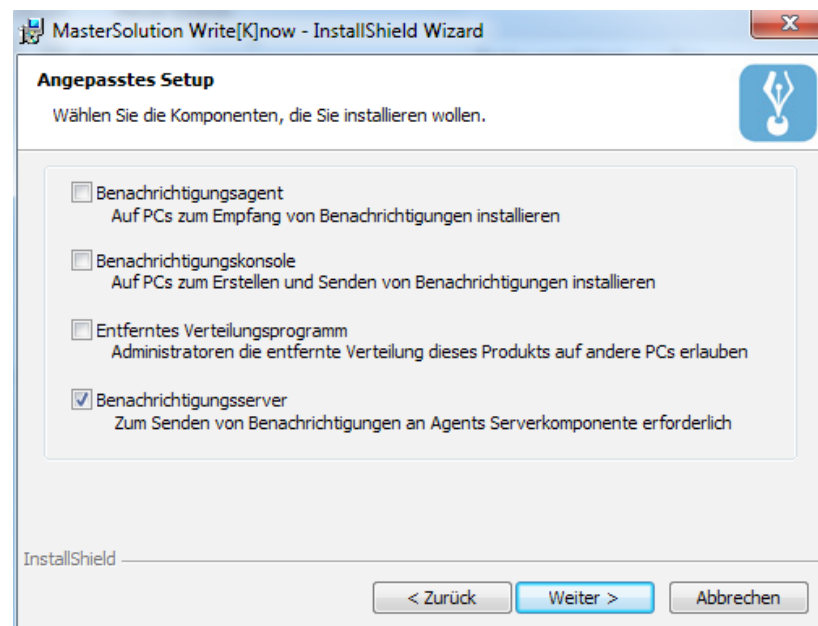 MasterSolution Write[K]now - InstallShield Wizard
Angepasstes Setup
Wählen Sie die Komponenten, die Sie installieren wollen.
Benachrichtigungsagent
Auf PCs zum Empfang von Benachrichtigungen installieren
Benachrichtigungskonsole
Auf PCs zum Erstellen und Senden von Benachrichtigungen installieren
Entferntes Verteilungsprogramm
Administratoren die entfernte Verteilung dieses Produkts auf andere PCs erlauben
Benachrichtigungsserver
Zum Senden von Benachrichtigungen an Agents Serverkomponente erforderlich
InstallShield
< Zurück Weiter > Abbrechen